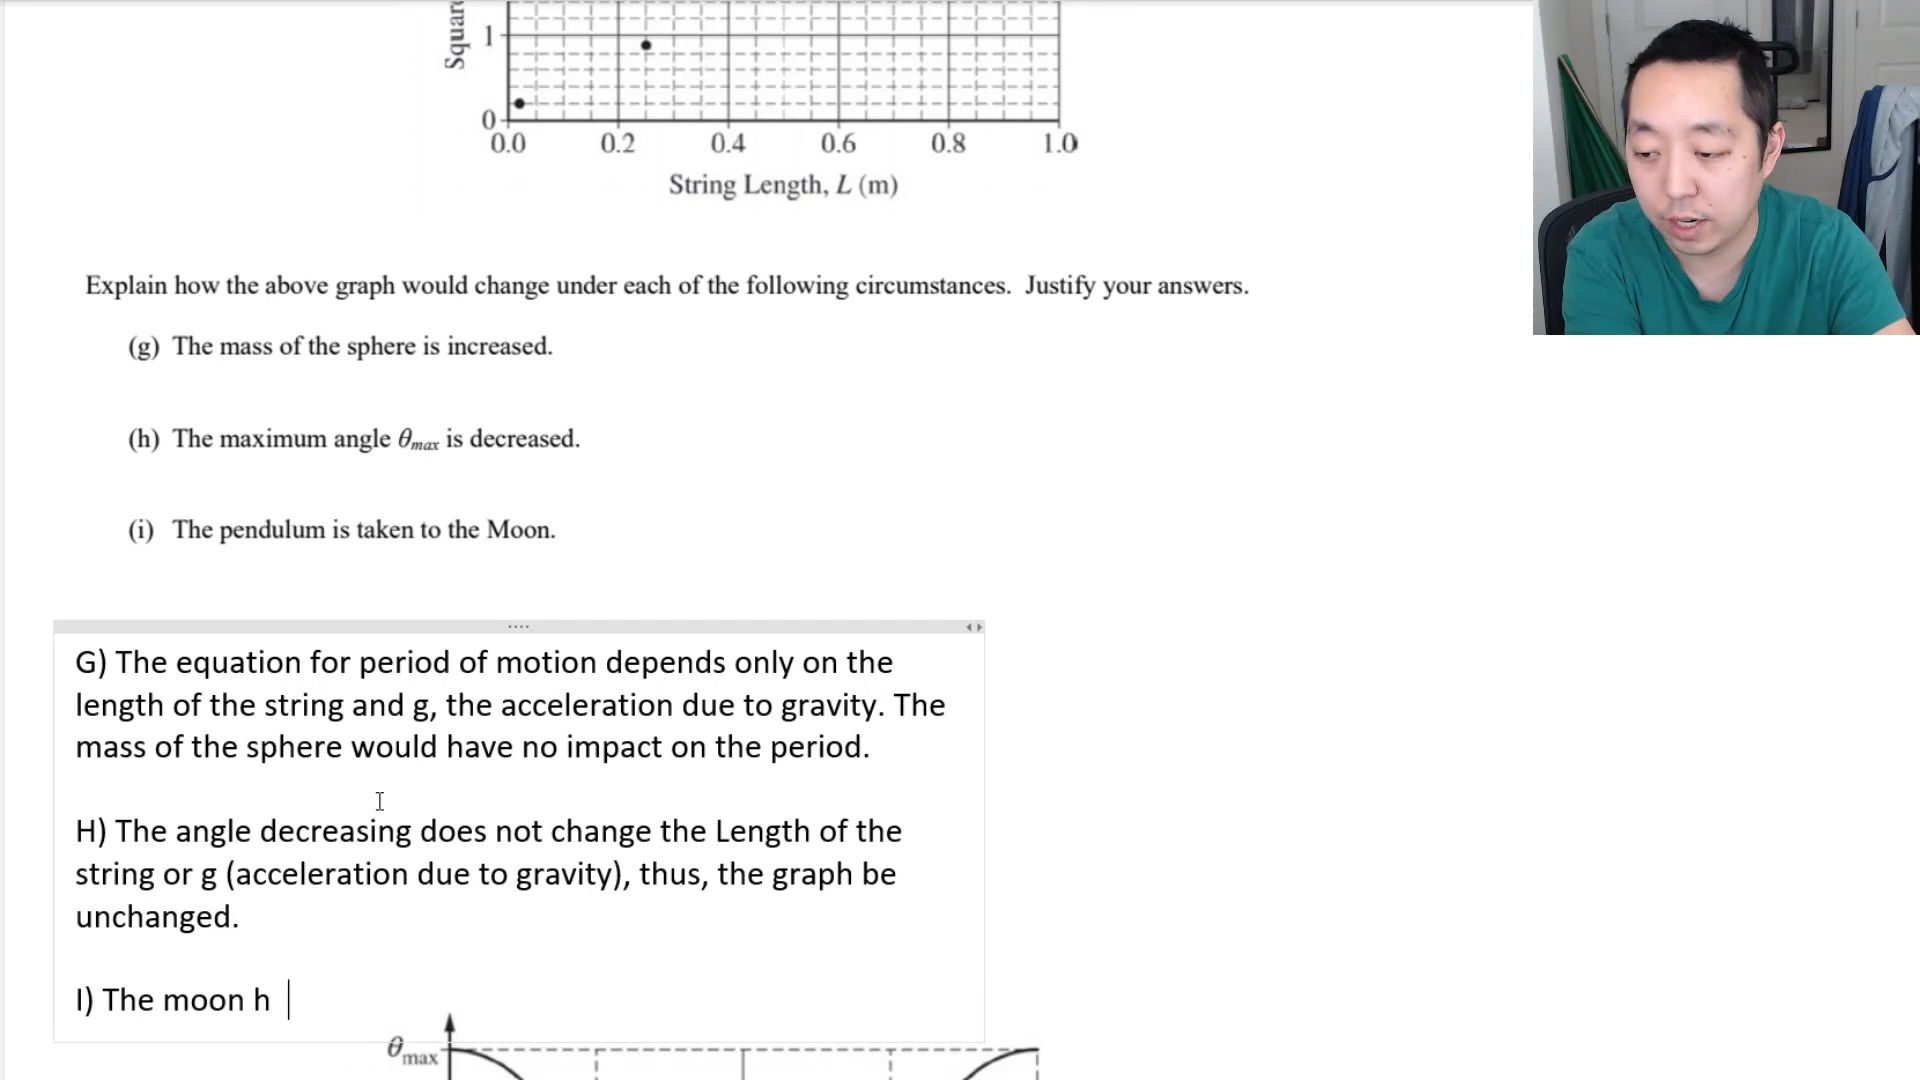 Square
1
0
0.0 0.2 0.4 0.6 0.8 1.0
String Length, L (m)
Explain how the above graph would change under each of the following circumstances. Justify your answers.
(g) The mass of the sphere is increased.
(h) The maximum angle θmax is decreased.
(i) The pendulum is taken to the Moon.
G) The equation for period of motion depends only on the
length of the string and g, the acceleration due to gravity. The
mass of the sphere would have no impact on the period.
H) The angle decreasing does not change the Length of the
string or g (acceleration due to gravity), thus, the graph be
unchanged.
I) The moon h
θmax